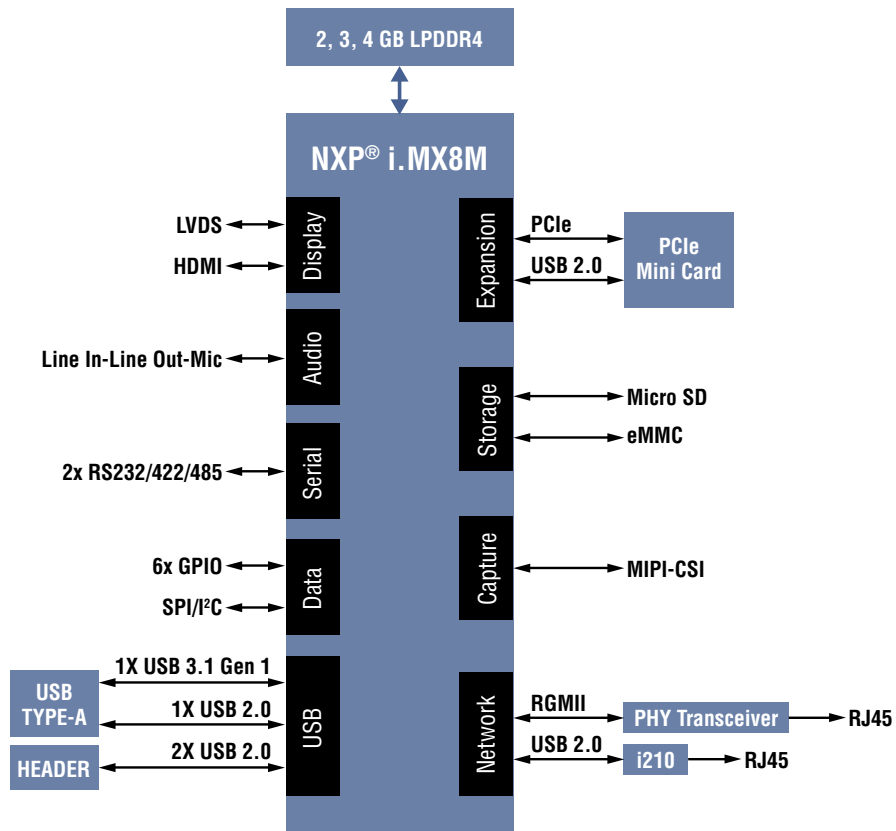 2, 3, 4 GB LPDDR4
NXP® i.MX8M
LVDS
HDMI
Display
Line In-Line Out-Mic
Audio
2x RS232/422/485
Serial
6x GPIO
SPI/I²C
Data
USB
TYPE-A
1X USB 3.1 Gen 1
1X USB 2.0
HEADER
2X USB 2.0
USB
Expansion
PCIe
USB 2.0
PCIe
Mini Card
Storage
Micro SD
eMMC
Capture
MIPI-CSI
Network
RGMII
PHY Transceiver
RJ45
USB 2.0
i210
RJ45